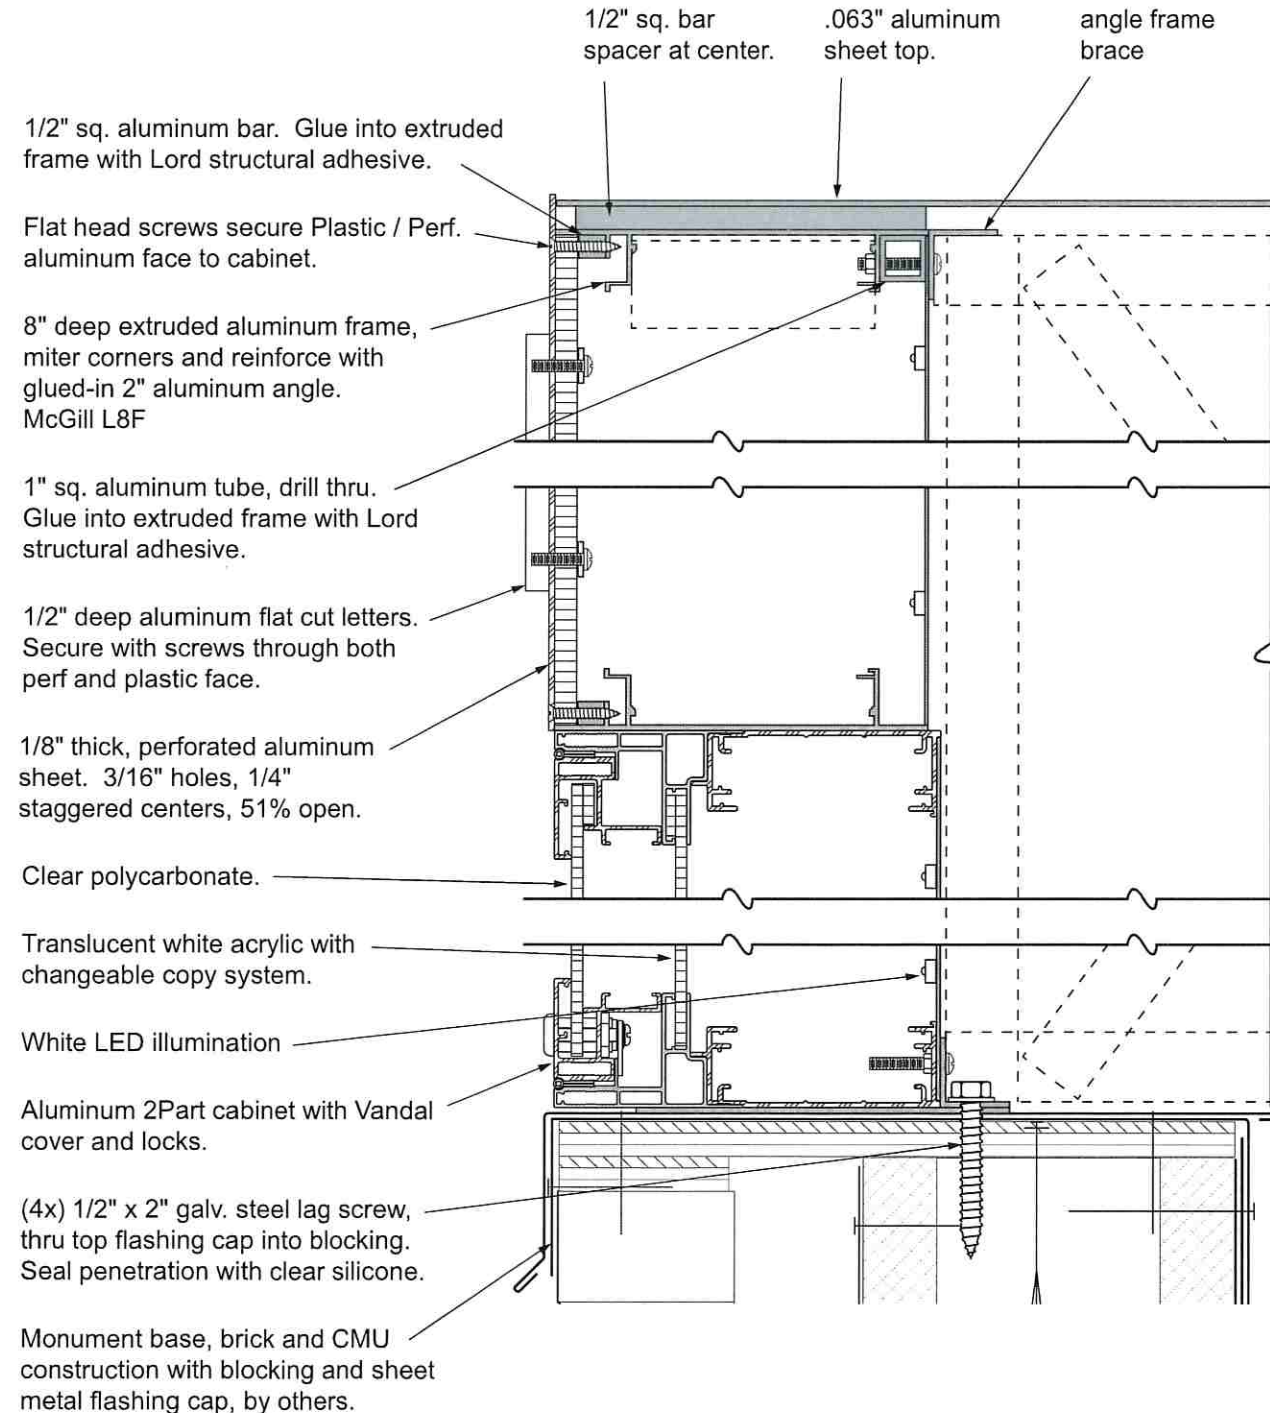 1/2" sq. bar
spacer at center.
.063" aluminum
sheet top.
angle frame
brace
1/2" sq. aluminum bar.  Glue into extruded
frame with Lord structural adhesive.
Flat head screws secure Plastic / Perf.
aluminum face to cabinet.
8" deep extruded aluminum frame,
miter corners and reinforce with
glued-in 2" aluminum angle.
McGill L8F
1" sq. aluminum tube, drill thru.
Glue into extruded frame with Lord
structural adhesive.
1/2" deep aluminum flat cut letters.
Secure with screws through both
perf and plastic face.
1/8" thick, perforated aluminum
sheet.  3/16" holes, 1/4"
staggered centers, 51% open.
Clear polycarbonate.
Translucent white acrylic with
changeable copy system.
White LED illumination
Aluminum 2Part cabinet with Vandal
cover and locks.
(4x) 1/2" x 2" galv. steel lag screw,
thru top flashing cap into blocking.
Seal penetration with clear silicone.
Monument base, brick and CMU
construction with blocking and sheet
metal flashing cap, by others.